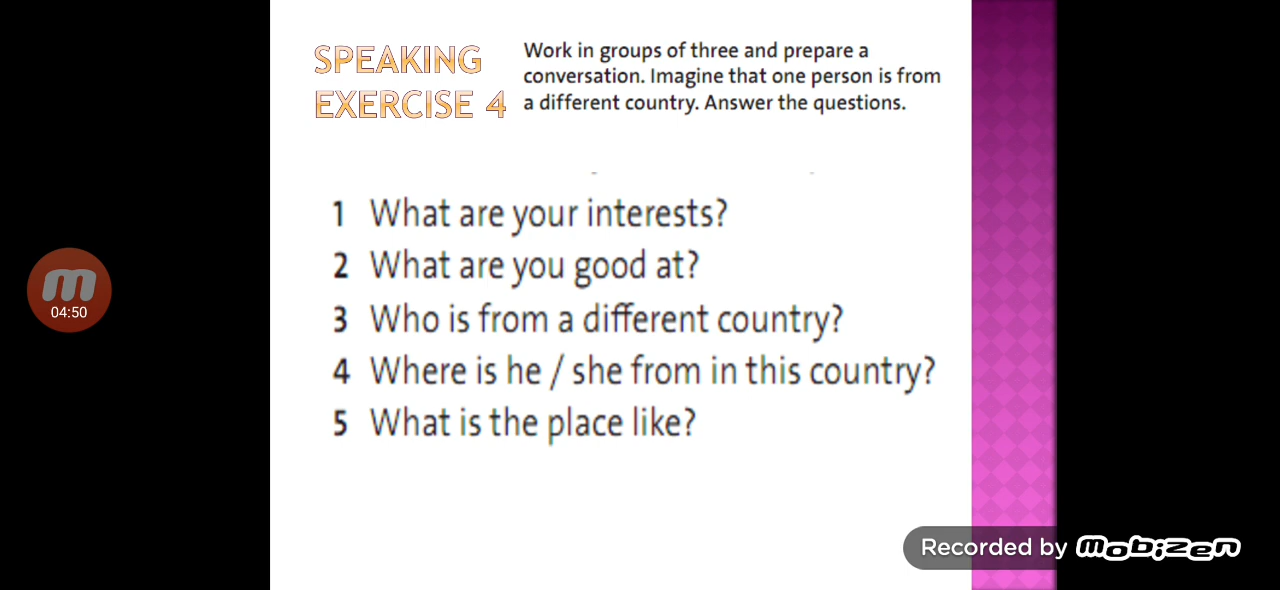 SPEAKING
EXERCISE 4
Work in groups of three and prepare a
conversation. Imagine that one person is from
a different country. Answer the questions.
1 What are your interests?
2 What are you good at?
3 Who is from a different country?
4 Where is he / she from in this country?
5 What is the place like?
m
04:50
Recorded by mobizen